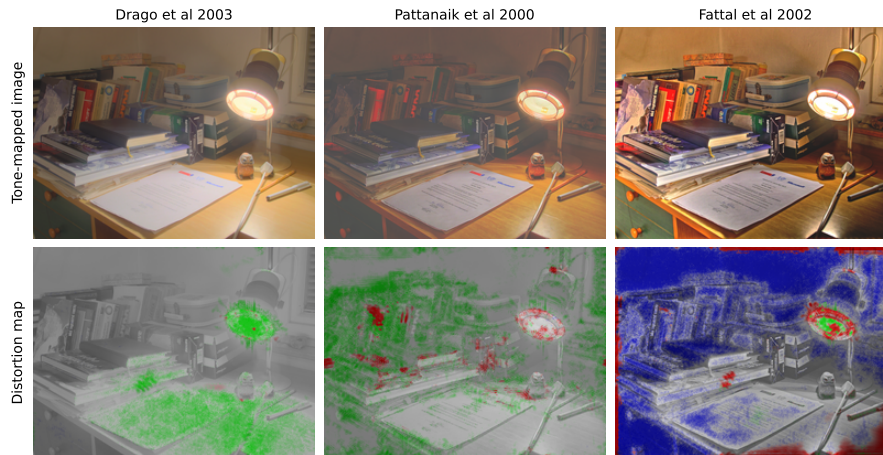 Drago et al 2003
Pattanaik et al 2000
Fattal et al 2002
Tone-mapped image
Distortion map